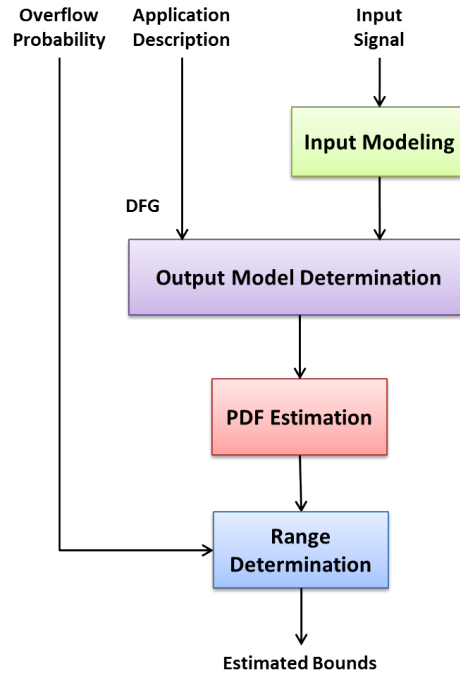 Overflow
Probability
Application
Description
Input
Signal
Input Modeling
DFG
Output Model Determination
PDF Estimation
Range
Determination
Estimated Bounds